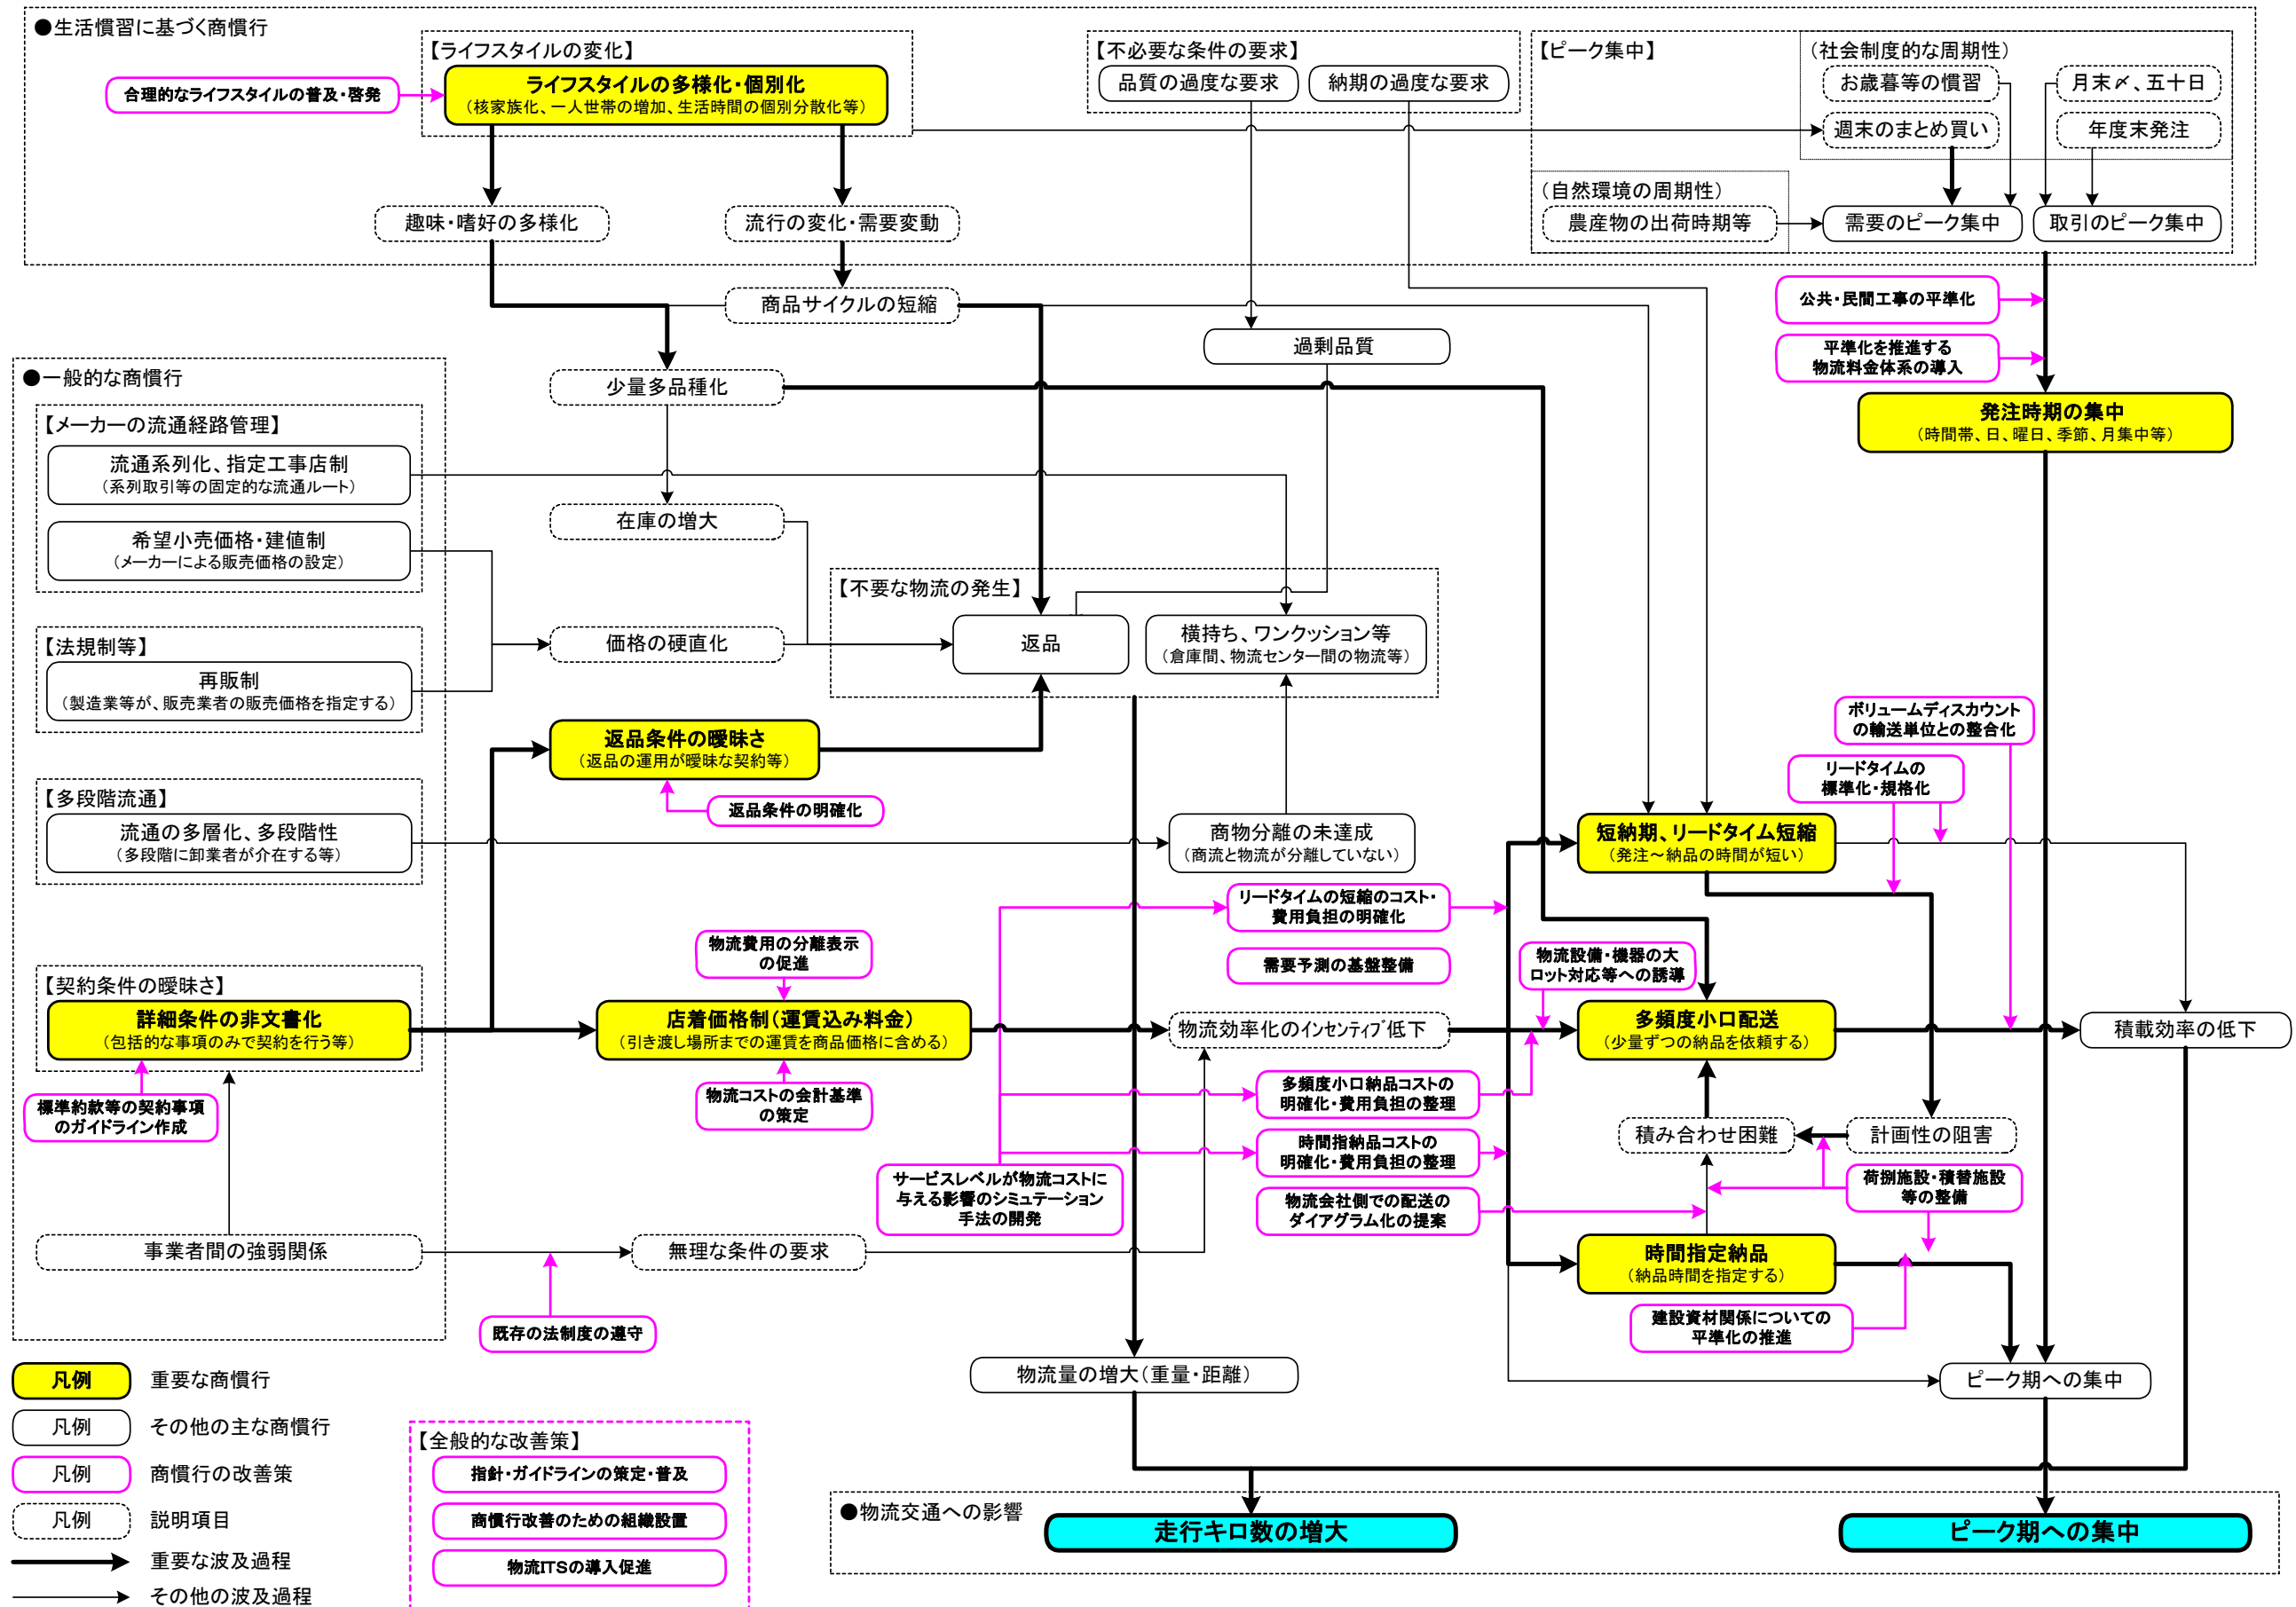 ●生活慣習に基づく商慣行
【ライフスタイルの変化】
ライフスタイルの多様化・個別化
（核家族化、一人世帯の増加、生活時間の個別分散化等）
合理的なライフスタイルの普及・啓発
【不必要な条件の要求】
品質の過度な要求
納期の過度な要求
【ピーク集中】
（社会制度的な周期性）
お歳暮等の慣習
月末〆、五十日
週末のまとめ買い
年度末発注
（自然環境の周期性）
農産物の出荷時期等
需要のピーク集中
取引のピーク集中
趣味・嗜好の多様化
流行の変化・需要変動
商品サイクルの短縮
公共・民間工事の平準化
平準化を推進する
物流料金体系の導入
過剰品質
発注時期の集中
（時間帯、日、曜日、季節、月集中等）
●一般的な商慣行
【メーカーの流通経路管理】
流通系列化、指定工事店制
（系列取引等の固定的な流通ルート）
希望小売価格・建値制
（メーカーによる販売価格の設定）
少量多品種化
在庫の増大
【法規制等】
再販制
（製造業等が、販売業者の販売価格を指定する）
価格の硬直化
【不要な物流の発生】
返品
横持ち、ワンクッション等
（倉庫間、物流センター間の物流等）
返品条件の曖昧さ
（返品の運用が曖昧な契約等）
返品条件の明確化
【多段階流通】
流通の多層化、多段階性
（多段階に卸業者が介在する等）
商物分離の未達成
（商流と物流が分離していない）
ボリュームディスカウント
の輸送単位との整合化
リードタイムの
標準化・規格化
短納期、リードタイム短縮
（発注～納品の時間が短い）
リードタイムの短縮のコスト・
費用負担の明確化
需要予測の基盤整備
物流設備・機器の大
ロット対応等への誘導
物流費用の分離表示
の促進
【契約条件の曖昧さ】
詳細条件の非文書化
（包括的な事項のみで契約を行う等）
店着価格制（運賃込み料金）
（引き渡し場所までの運賃を商品価格に含める）
物流効率化のインセンティブ低下
多頻度小口配送
（少量ずつの納品を依頼する）
積載効率の低下
標準約款等の契約事項
のガイドライン作成
物流コストの会計基準
の策定
多頻度小口納品コストの
明確化・費用負担の整理
時間指納品コストの
明確化・費用負担の整理
積み合わせ困難
計画性の阻害
サービスレベルが物流コストに
与える影響のシミュテーション
手法の開発
物流会社側での配送の
ダイアグラム化の提案
荷捌施設・積替施設
等の整備
事業者間の強弱関係
無理な条件の要求
時間指定納品
（納品時間を指定する）
既存の法制度の遵守
建設資材関係についての
平準化の推進
物流量の増大（重量・距離）
ピーク期への集中
凡例 重要な商慣行
凡例 その他の主な商慣行
凡例 商慣行の改善策
凡例 説明項目
重要な波及過程
その他の波及過程
【全般的な改善策】
指針・ガイドラインの策定・普及
商慣行改善のための組織設置
物流ITSの導入促進
●物流交通への影響
走行キロ数の増大
ピーク期への集中